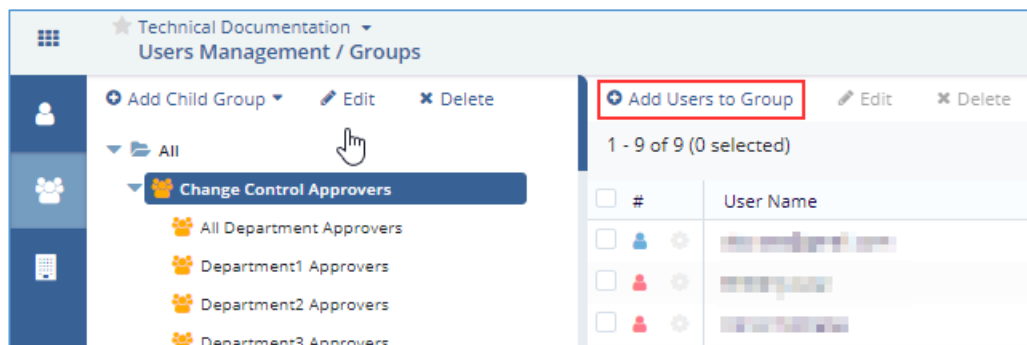 Technical Documentation
Users Management / Groups
Add Child Group
Edit
Delete
Add Users to Group
Edit
Delete
All
1 - 9 of 9 (0 selected)
Change Control Approvers
# User Name
All Department Approvers
Department1 Approvers
Department2 Approvers
Department3 Approvers